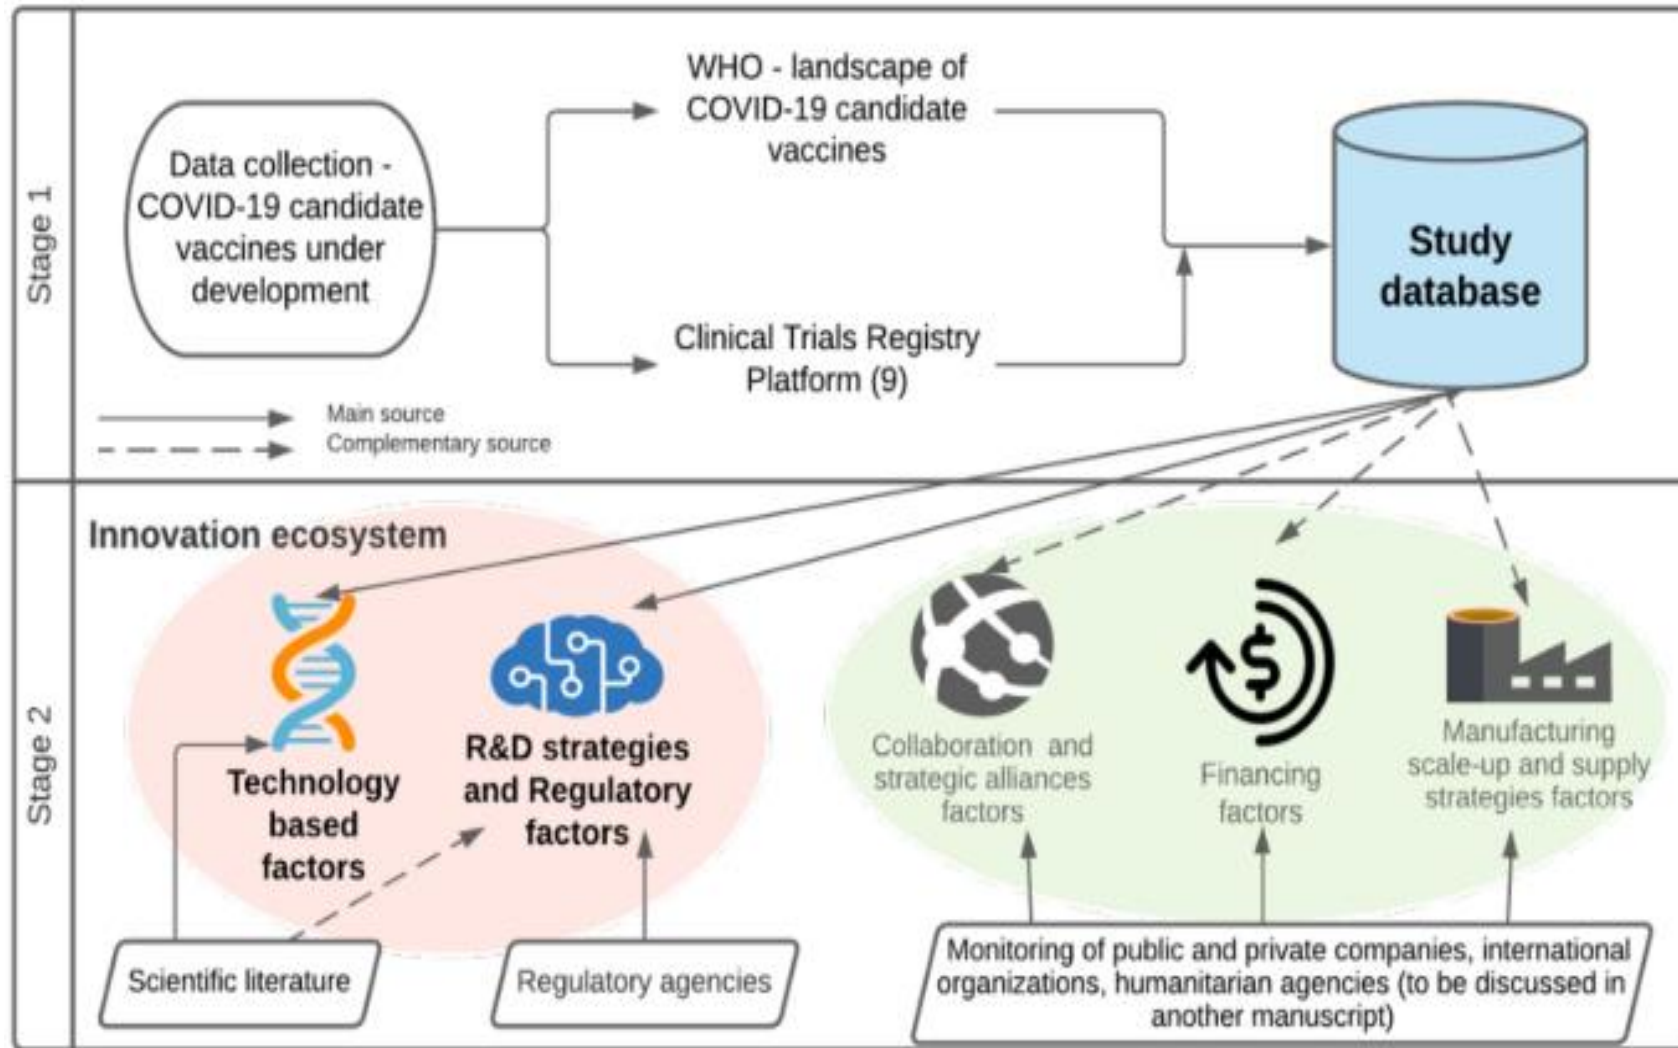 Stage 1
Data collection -
COVID-19 candidate
vaccines under
development
WHO - landscape of
COVID-19 candidate
vaccines
Clinical Trials Registry
Platform (9)
Study
database
Main source
Complementary source
Stage 2
Innovation ecosystem
Technology
based
factors
R&D strategies
and Regulatory
factors
Collaboration and
strategic alliances
factors
$
Financing
factors
Manufacturing
scale-up and supply
strategies factors
Scientific literature
Regulatory agencies
Monitoring of public and private companies, international
organizations, humanitarian agencies (to be discussed in
another manuscript)